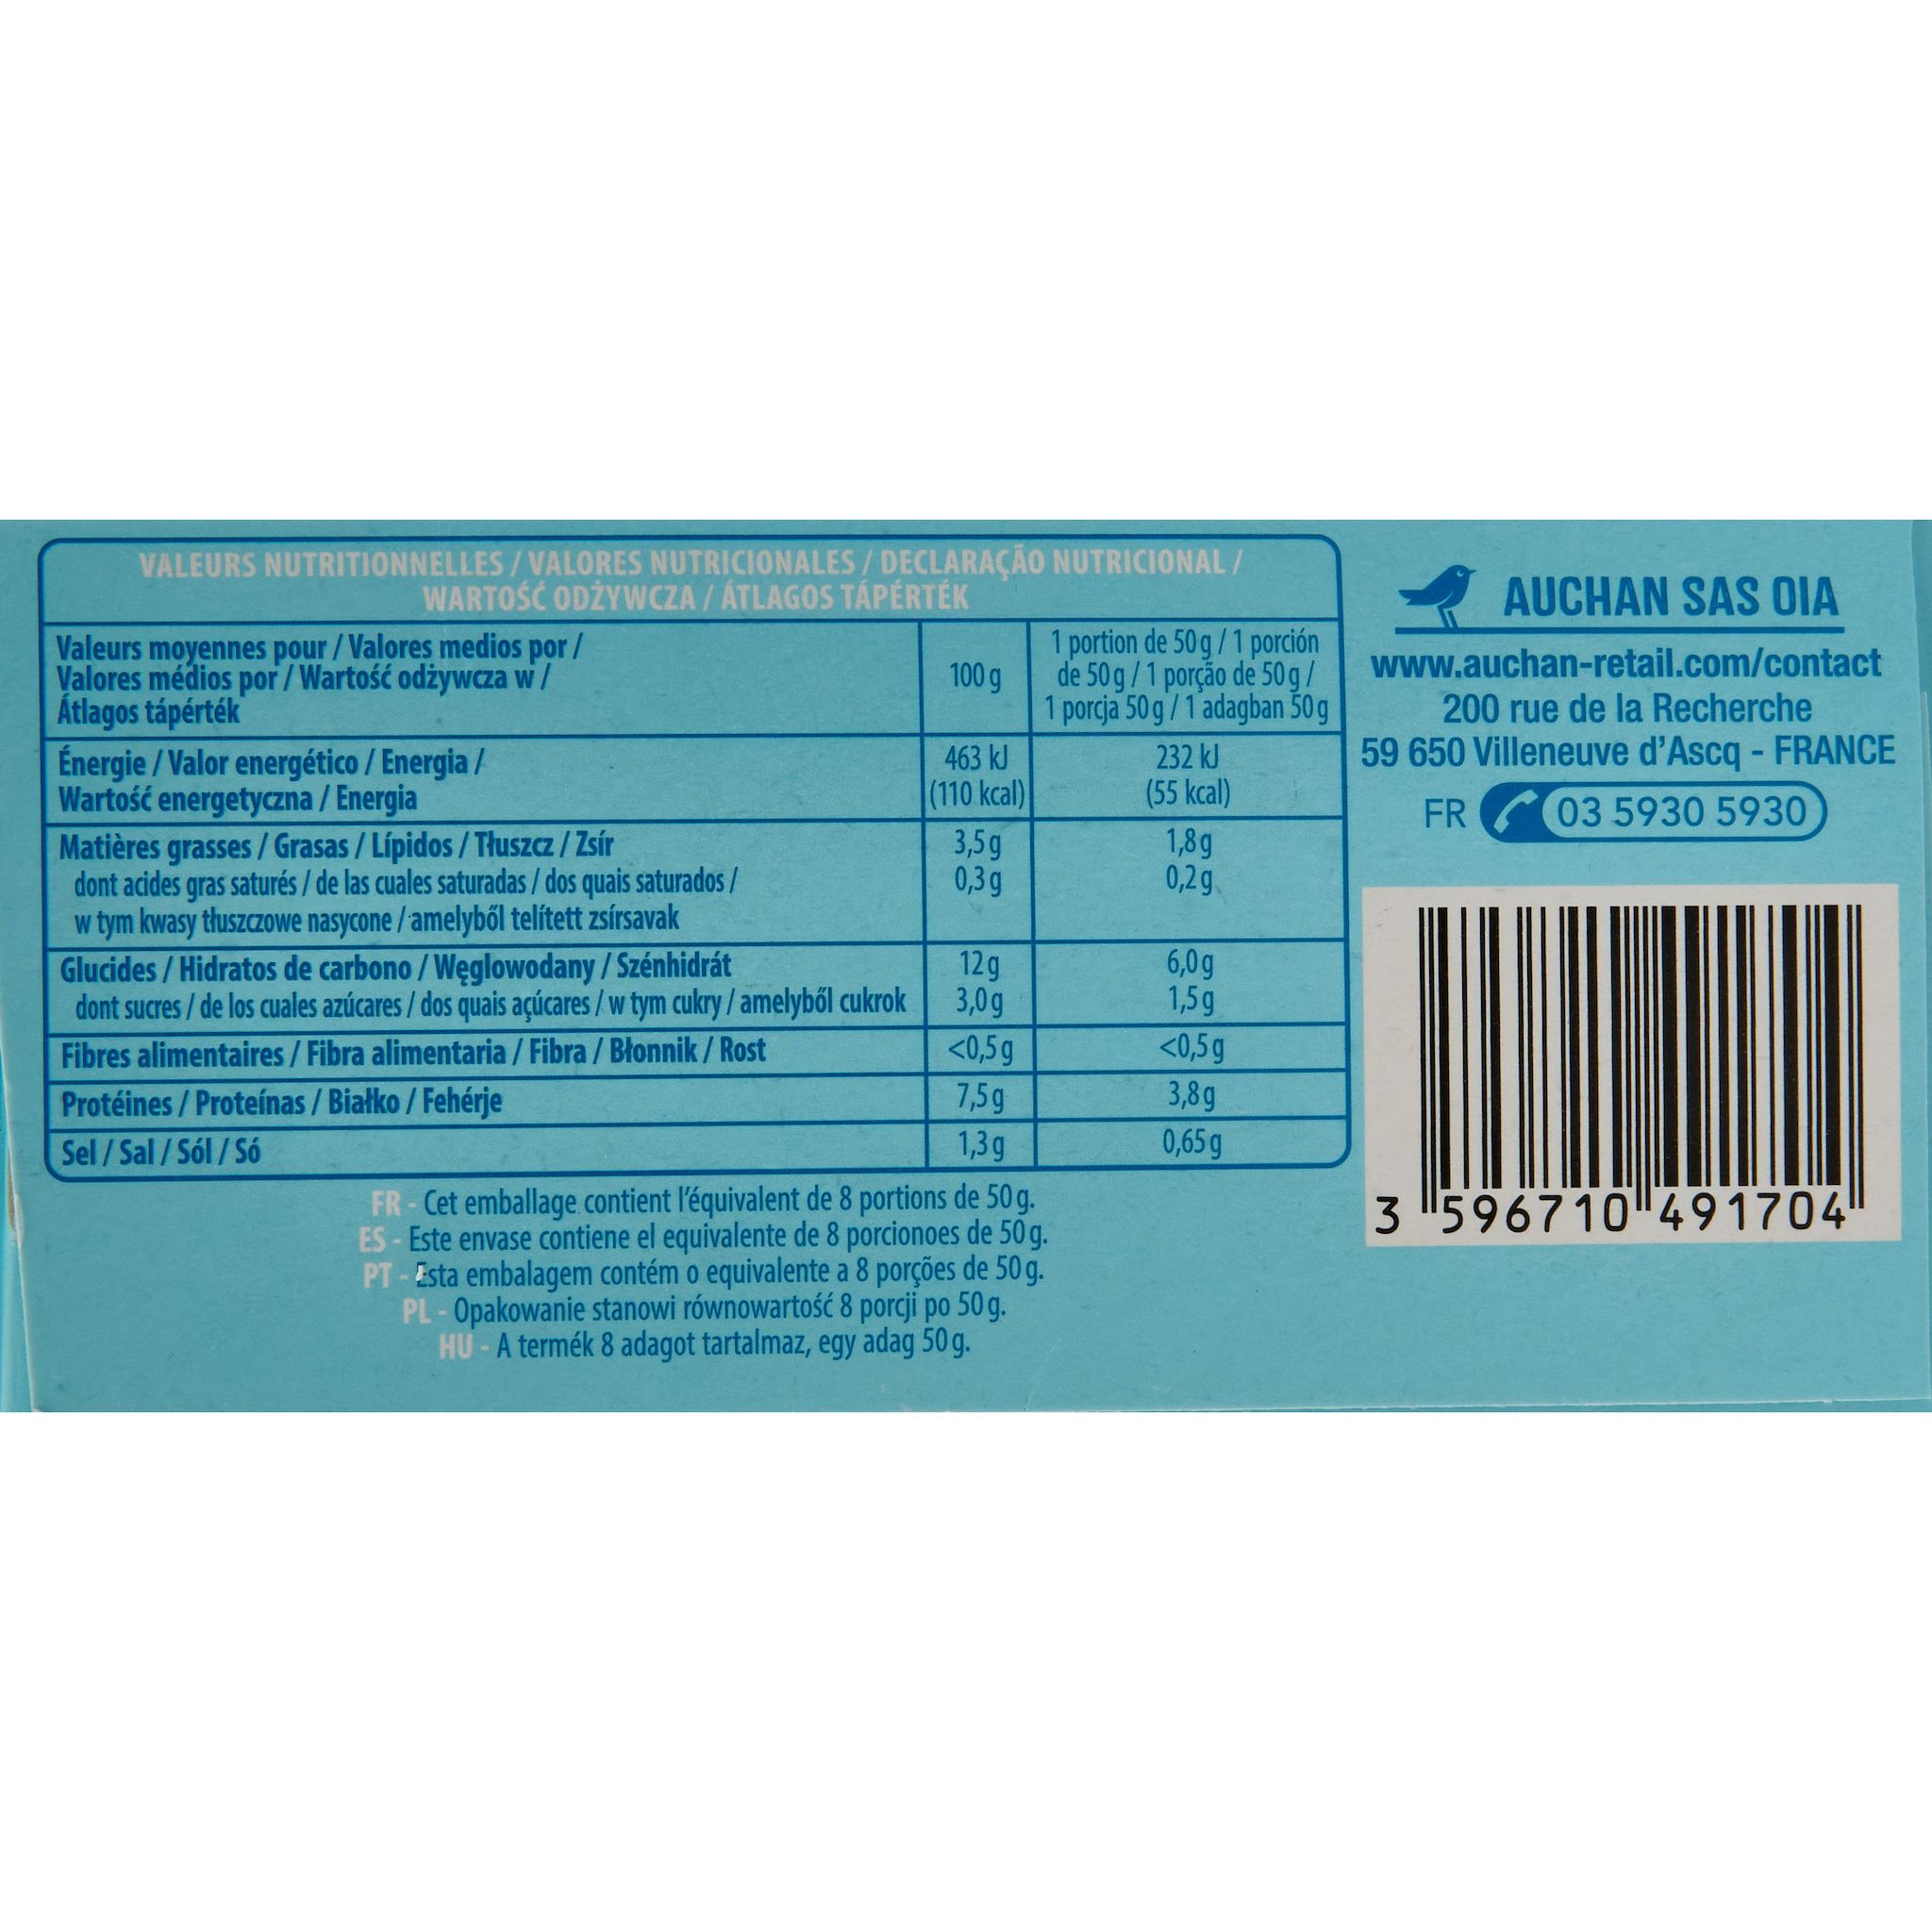 VALEURS NUTRITIONNELLES / VALORES NUTRICIONALES / DECLARAÇÃO NUTRICIONAL /
WARTOŚĆ ODŻYWCZA / ÁTLAGOS TÁPÉRTÉK
Valeurs moyennes pour / Valores medios por /
Valores médios por / Wartość odżywcza w /
Átlagos tápérték
100 g
1 portion de 50 g / 1 porción
de 50 g / 1 porção de 50 g /
1 porcja 50 g / 1 adagban 50 g
Énergie / Valor energético / Energia /
Wartość energetyczna / Energia
463 kJ
(110 kcal)
232 kJ
(55 kcal)
Matières grasses / Grasas / Lípidos / Tłuszcz / Zsír
3,5 g
1,8 g
dont acides gras saturés / de las cuales saturadas / dos quais saturados /
w tym kwasy tłuszczowe nasycone / amelyből telített zsírsavak
0,3 g
0,2 g
Glucides / Hidratos de carbono / Węglowodany / Szénhidrát
12 g
6,0 g
dont sucres / de los cuales azúcares / dos quais açúcares / w tym cukry / amelyből cukrok
3,0 g
1,5 g
Fibres alimentaires / Fibra alimentaria / Fibra / Błonnik / Rost
<0,5 g
<0,5 g
Protéines / Proteínas / Białko / Fehérje
7,5 g
3,8 g
Sel / Sal / Sól / Só
1,3 g
0,65 g
FR - Cet emballage contient l'équivalent de 8 portions de 50 g.
ES - Este envase contiene el equivalente de 8 porcionoes de 50 g.
PT - Esta embalagem contém o equivalente a 8 porções de 50 g.
PL - Opakowanie stanowi równowartość 8 porcji po 50 g.
HU - A termék 8 adagot tartalmaz, egy adag 50 g.
AUCHAN SAS OIA
www.auchan-retail.com/contact
200 rue de la Recherche
59 650 Villeneuve d'Ascq - FRANCE
FR 03 5930 5930
3 596710 491704